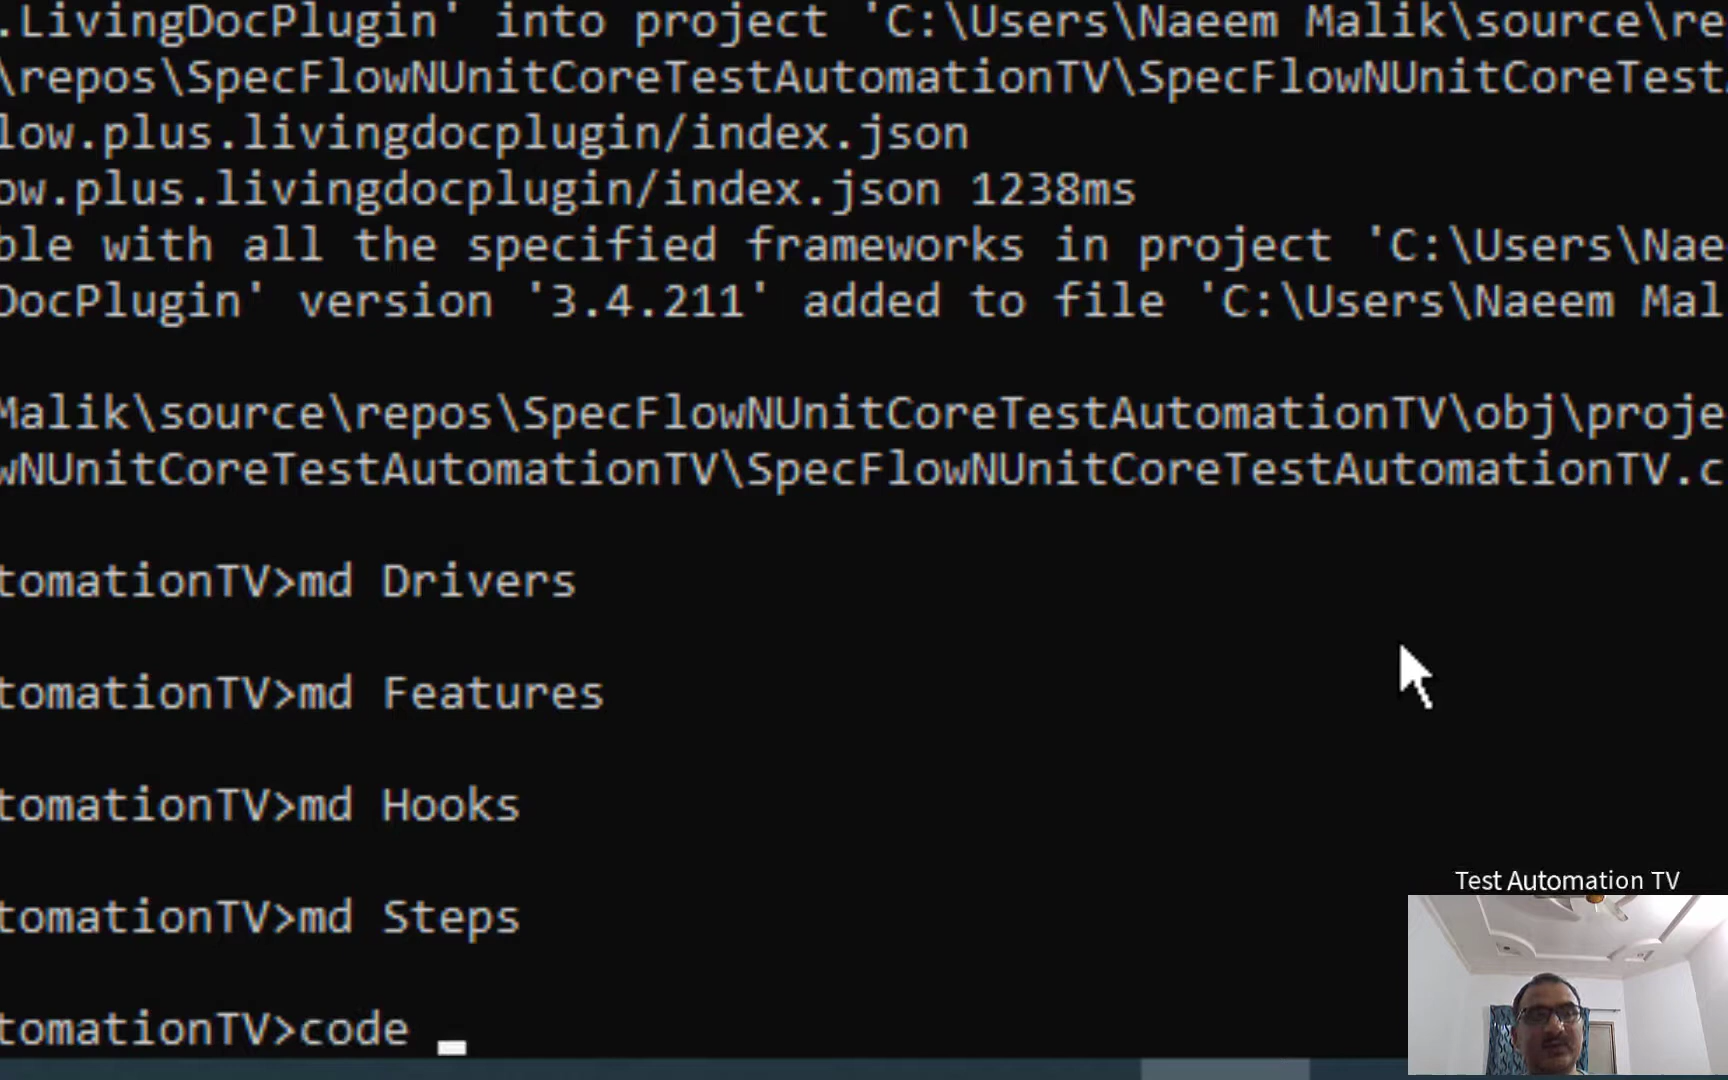 .LivingDocPlugin' into project 'C:\Users\Naeem Malik\source\re
\repos\SpecFlowNUnitCoreTestAutomationTV\SpecFlowNUnitCoreTest
low.plus.livingdocplugin/index.json
ow.plus.livingdocplugin/index.json 1238ms
ble with all the specified frameworks in project 'C:\Users\Nae
DocPlugin' version '3.4.211' added to file 'C:\Users\Naeem Mal
Malik\source\repos\SpecFlowNUnitCoreTestAutomationTV\obj\proje
wNUnitCoreTestAutomationTV\SpecFlowNUnitCoreTestAutomationTV.c
tomationTV>md Drivers
tomationTV>md Features
tomationTV>md Hooks
tomationTV>md Steps
tomationTV>code
Test Automation TV